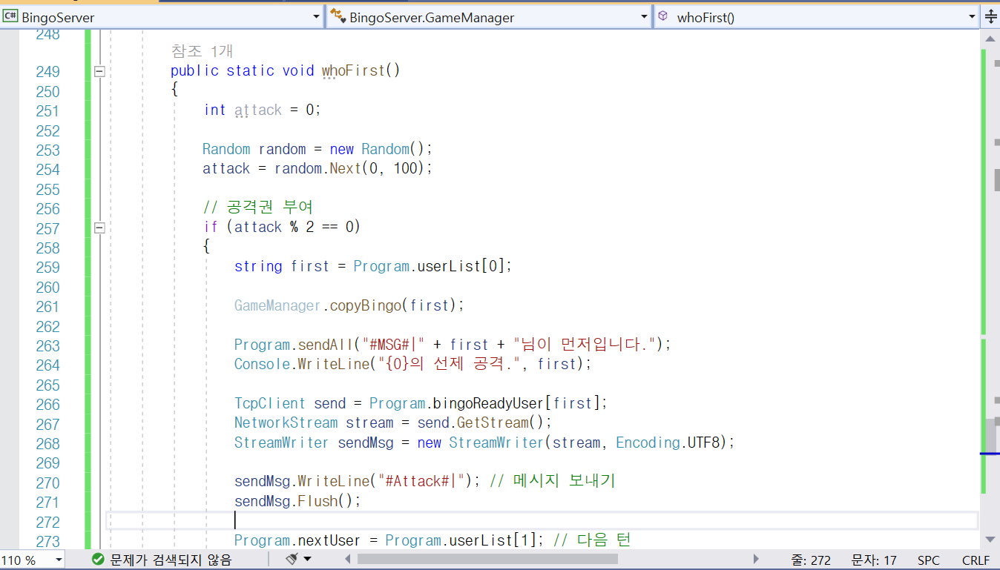 C# BingoServer BingoServer.GameManager whoFirst()
248
참조 1개
249 public static void whoFirst()
250 {
251 int attack = 0;
252
253 Random random = new Random();
254 attack = random.Next(0, 100);
255
256 // 공격권 부여
257 if (attack % 2 == 0)
258 {
259 string first = Program.userList[0];
260
261 GameManager.copyBingo(first);
262
263 Program.sendAll("#MSG#|" + first + "님이 먼저입니다.");
264 Console.WriteLine("{0}의 선제 공격.", first);
265
266 TcpClient send = Program.bingoReadyUser[first];
267 NetworkStream stream = send.GetStream();
268 StreamWriter sendMsg = new StreamWriter(stream, Encoding.UTF8);
269
270 sendMsg.WriteLine("#Attack#|"); // 메시지 보내기
271 sendMsg.Flush();
272
273 Program.nextUser = Program.userList[1]; // 다음 턴
110 % 문제가 검색되지 않음 줄: 272 문자: 17 SPC CRLF